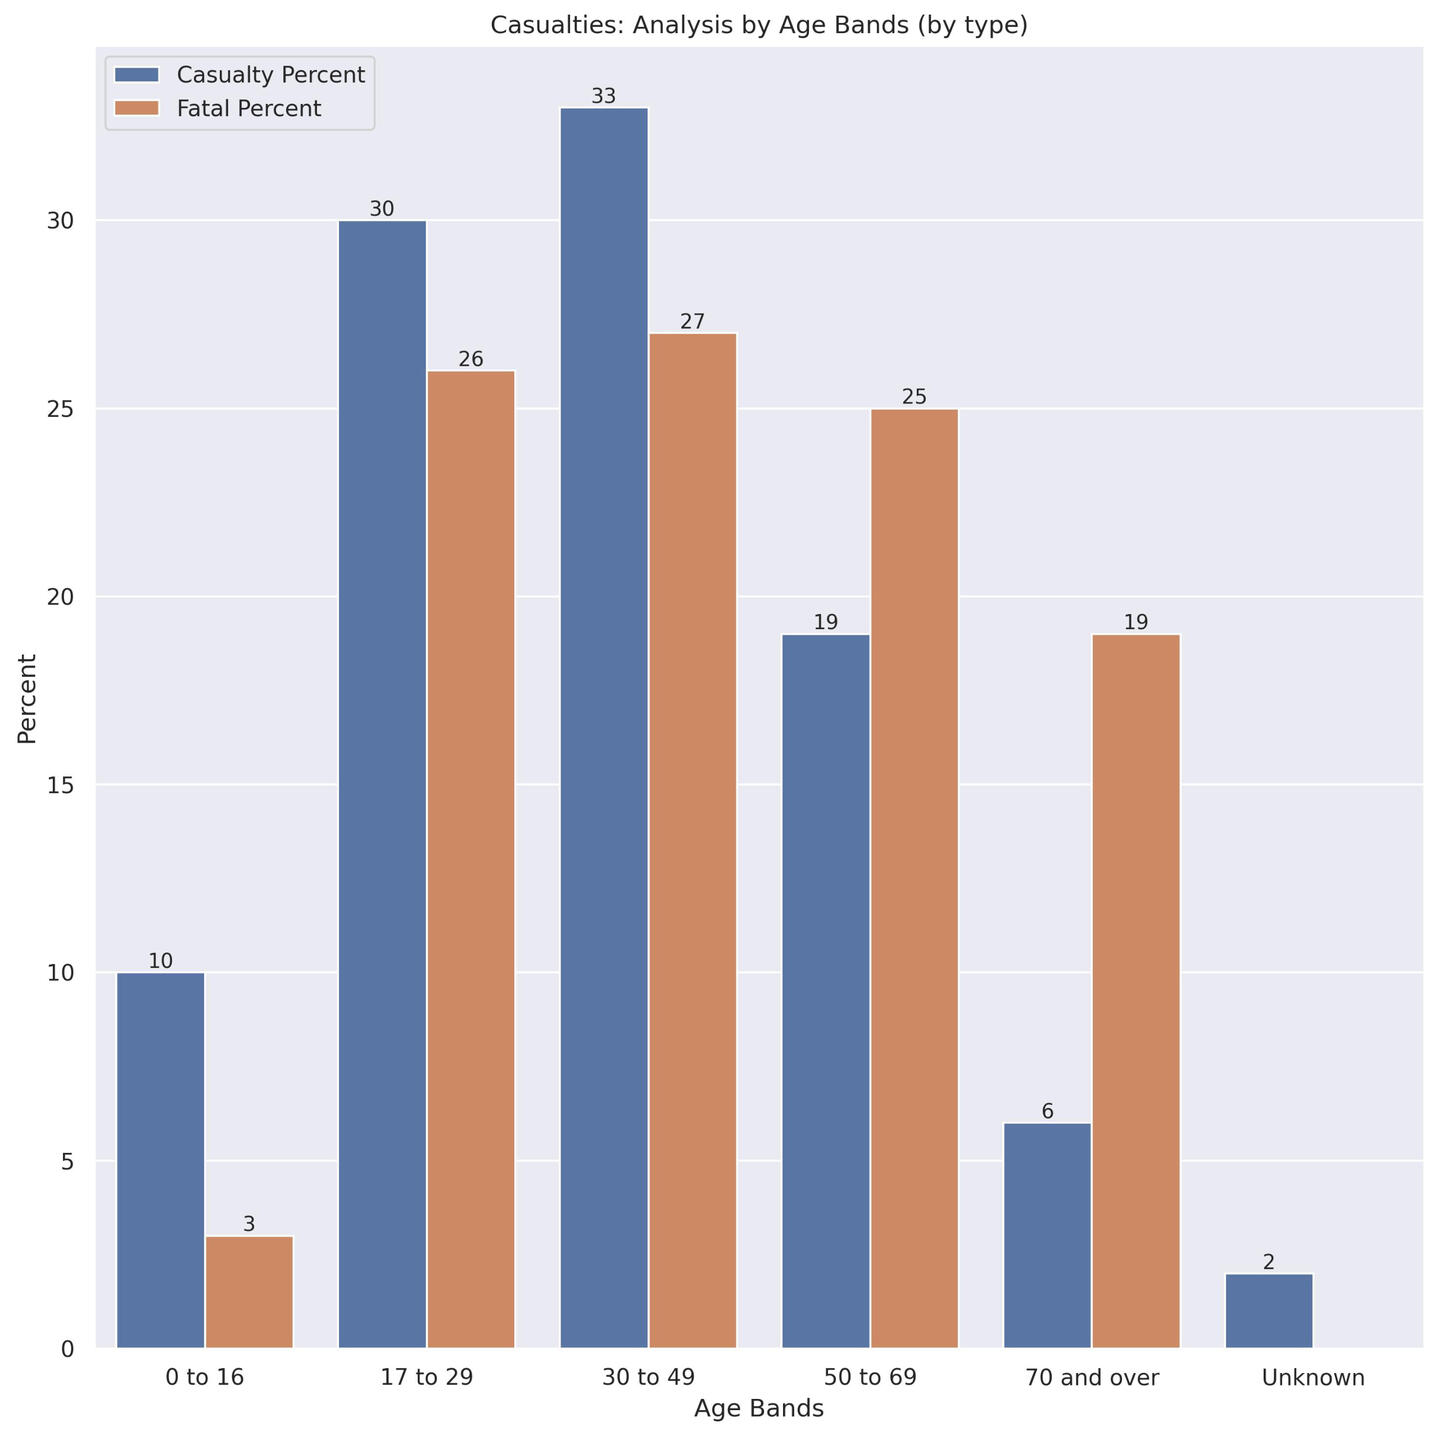 Casualties: Analysis by Age Bands (by type)
Casualty Percent
Fatal Percent
Percent
30
25
20
15
10
5
0
10
3
30
26
33
27
19
25
6
19
2
0 to 16
17 to 29
30 to 49
50 to 69
70 and over
Unknown
Age Bands